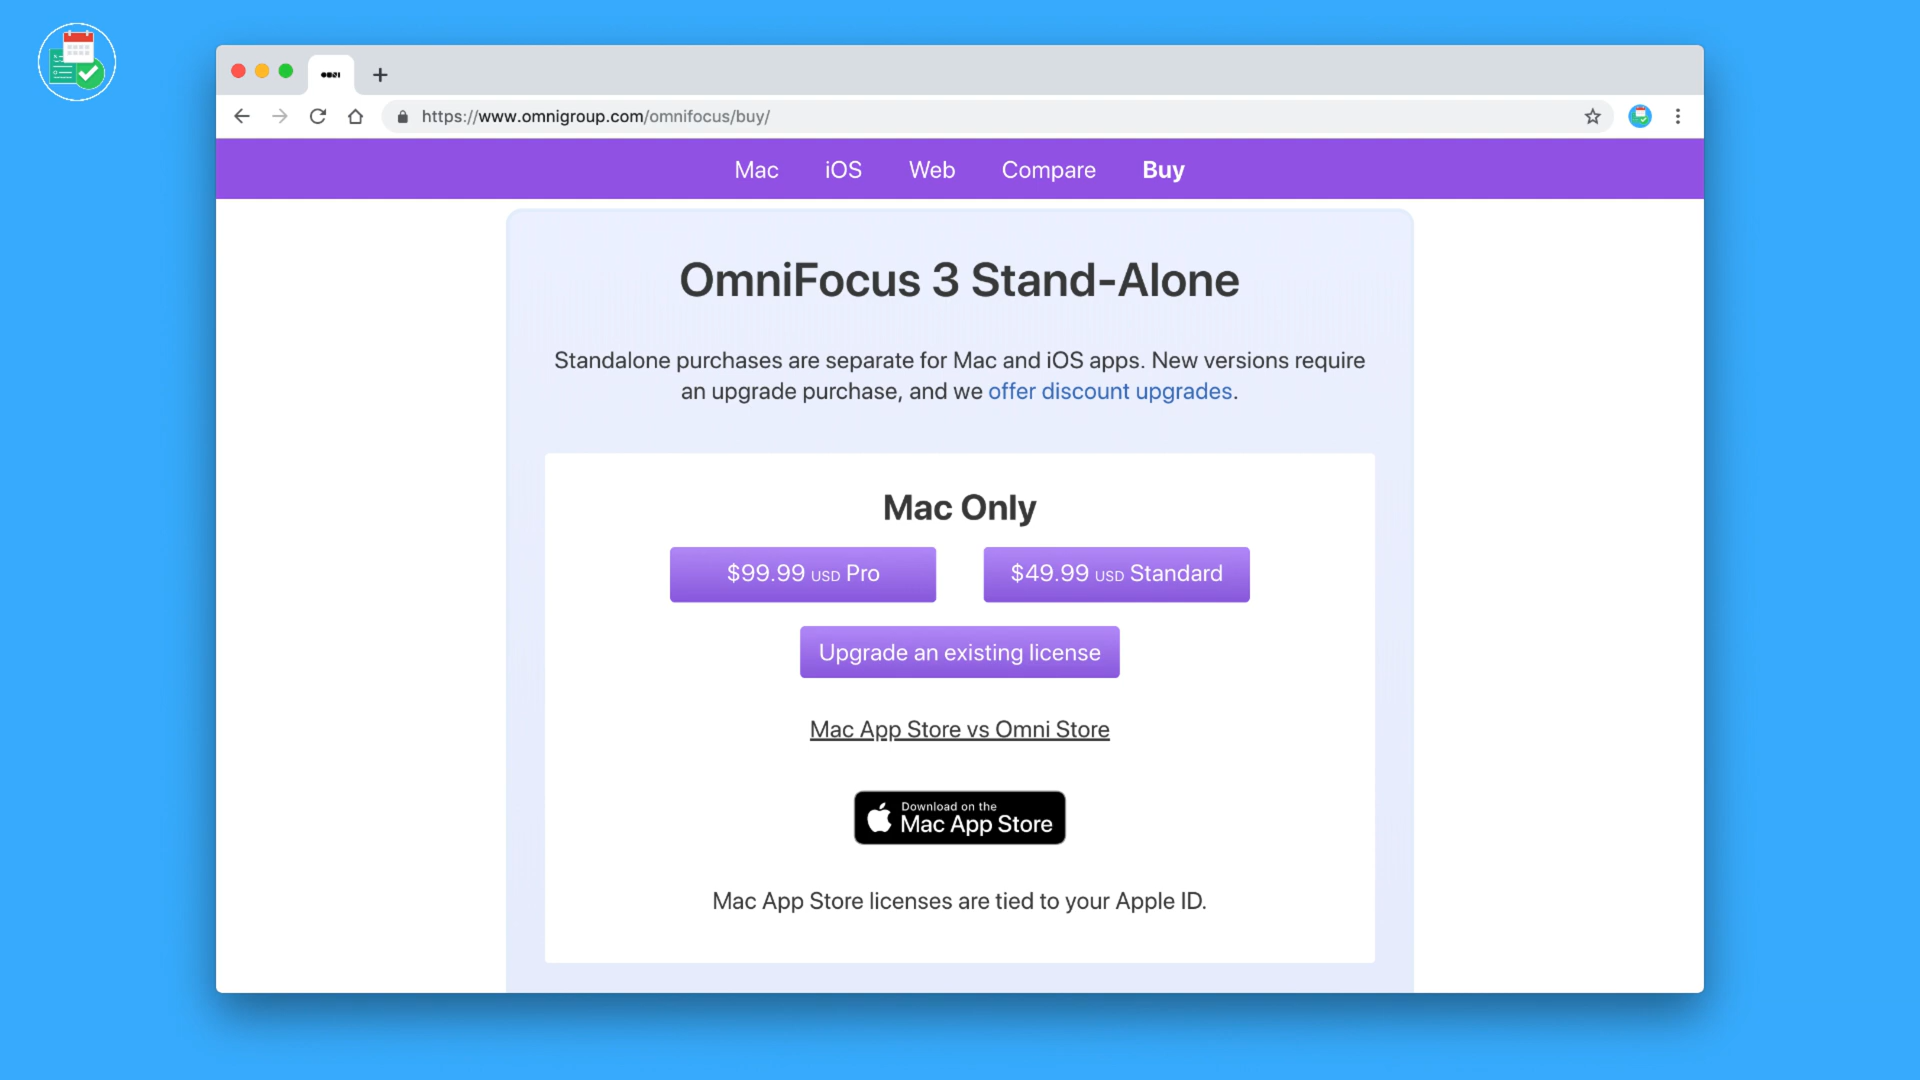 OMNI
https://www.omnigroup.com/omnifocus/buy/
Mac iOS Web Compare Buy
OmniFocus 3 Stand-Alone
Standalone purchases are separate for Mac and iOS apps. New versions require
an upgrade purchase, and we offer discount upgrades.
Mac Only
$99.99 USD Pro $49.99 USD Standard
Upgrade an existing license
Mac App Store vs Omni Store
Download on the
Mac App Store
Mac App Store licenses are tied to your Apple ID.